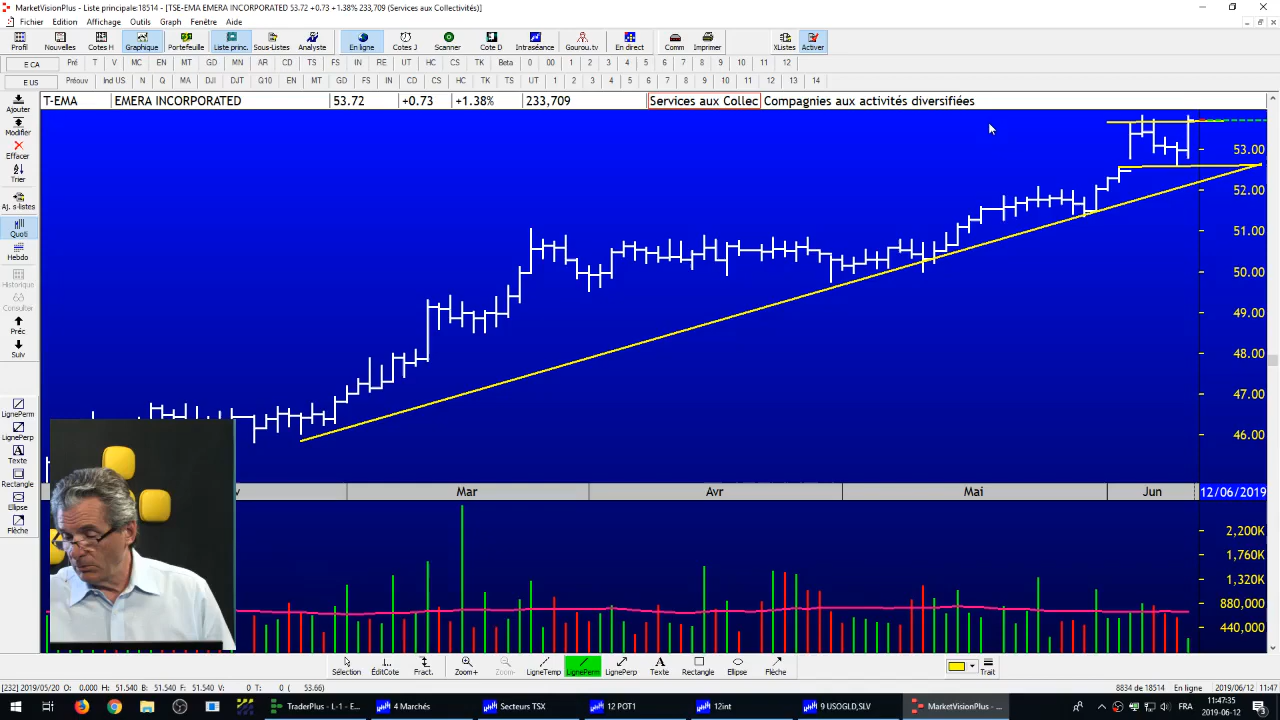 MarketVisionPlus - Liste principale:18514 - [TSE-EMA EMERA INCORPORATED 53.72 +0.73 +1.38% 233,709 (Services aux Collectivités)]
Fichier Edition Affichage Outils Graph Fenêtre Aide
Profil Nouvelles Cotes H Graphique Portefeuille Liste princ. Sous-Listes Analyste En ligne Cotes J Scanner Cote D Intraséance Gourou.tv En direct Comm Imprimer XListes Activer
E CA Pré T V MC EN MT GD MN AR CD TS FS IN RE UT HC CS TK Beta 0 00 1 2 3 4 5 6 7 8 9 10 11 12
E US Préouv Ind US N Q MA DJI DJT Q10 EN MT GD FS IN CD CS HC TK TS UT 1 2 3 4 5 6 7 8 9 10 11 12 13 14
T-EMA EMERA INCORPORATED 53.72 +0.73 +1.38% 233,709 Services aux Collec Compagnies aux activités diversifiées
Ajouter
Modifier
Effacer
Trier
Aj. s-listes
Quoti
Hebdo
Historique
Consulter
Préc
Suiv
LignePerm
LignePerp
Texte
Rectangle
Ellipse
Flêche
53.00
52.00
51.00
50.00
49.00
48.00
47.00
46.00
v Mar Avr Mai Jun 12/06/2019
2,200K
1,760K
1,320K
880,000
440,000
Sélection ÉditCote Fract. Zoom+ Zoom- LigneTemp LignePerm LignePerp Texte Rectangle Elipse Flêche Trait
[232] 2019/05/20 O: 0.000 H: 51.540 B: 51.540 F: 51.540 V: 0 T: 0 ( 53.66) 8834 de 18514 En ligne 2019/06/12 11:47
TraderPlus - L-1 - E... 4 Marchés Secteurs TSX 12 POT1 12int 9 USOGLD,SLV MarketVisionPlus - ... FRA 11:47:35
2019-06-12